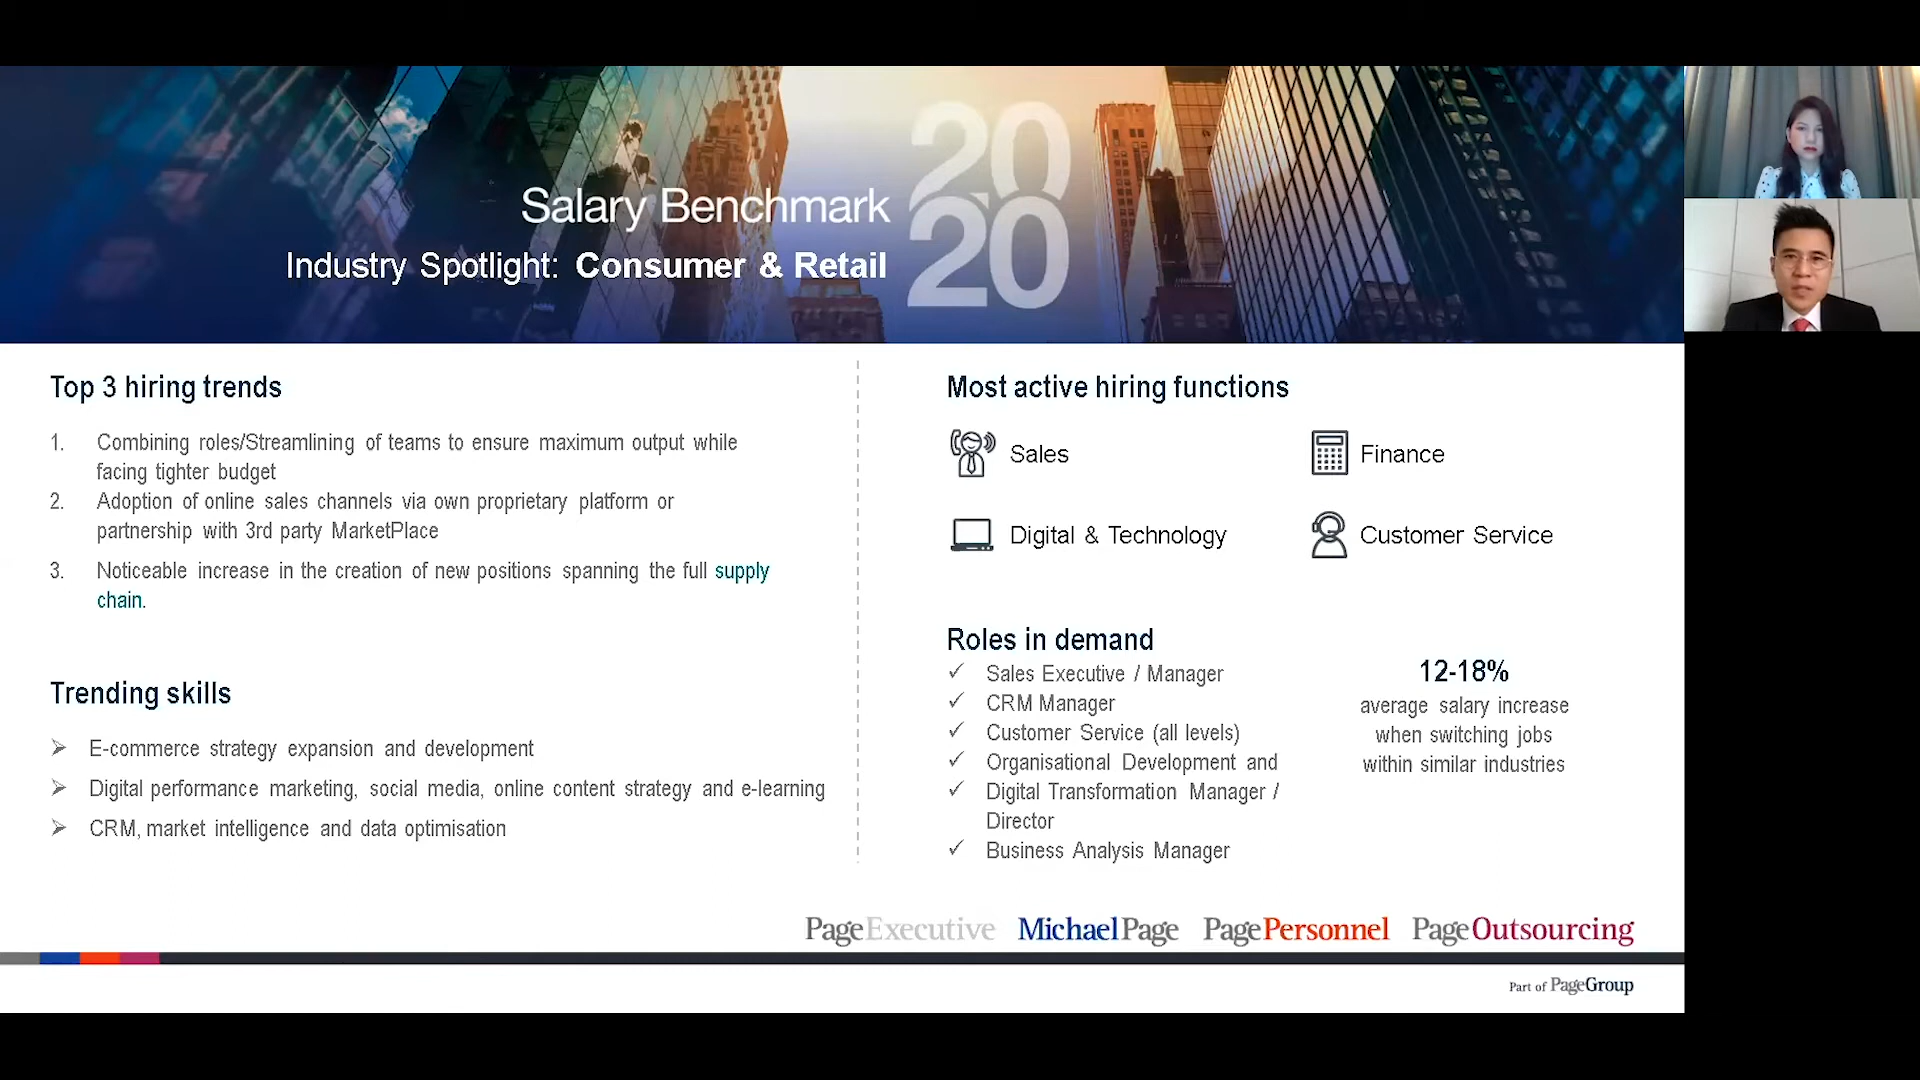 Salary Benchmark
20
20
Industry Spotlight: Consumer & Retail
Top 3 hiring trends
1. Combining roles/Streamlining of teams to ensure maximum output while
facing tighter budget
2. Adoption of online sales channels via own proprietary platform or
partnership with 3rd party MarketPlace
3. Noticeable increase in the creation of new positions spanning the full supply
chain.
Trending skills
E-commerce strategy expansion and development
Digital performance marketing, social media, online content strategy and e-learning
CRM, market intelligence and data optimisation
Most active hiring functions
Sales
Finance
Digital & Technology
Customer Service
Roles in demand
Sales Executive / Manager
CRM Manager
Customer Service (all levels)
Organisational Development and
Digital Transformation Manager /
Director
Business Analysis Manager
12-18%
average salary increase
when switching jobs
within similar industries
PageExecutive MichaelPage PagePersonnel PageOutsourcing
Part of PageGroup